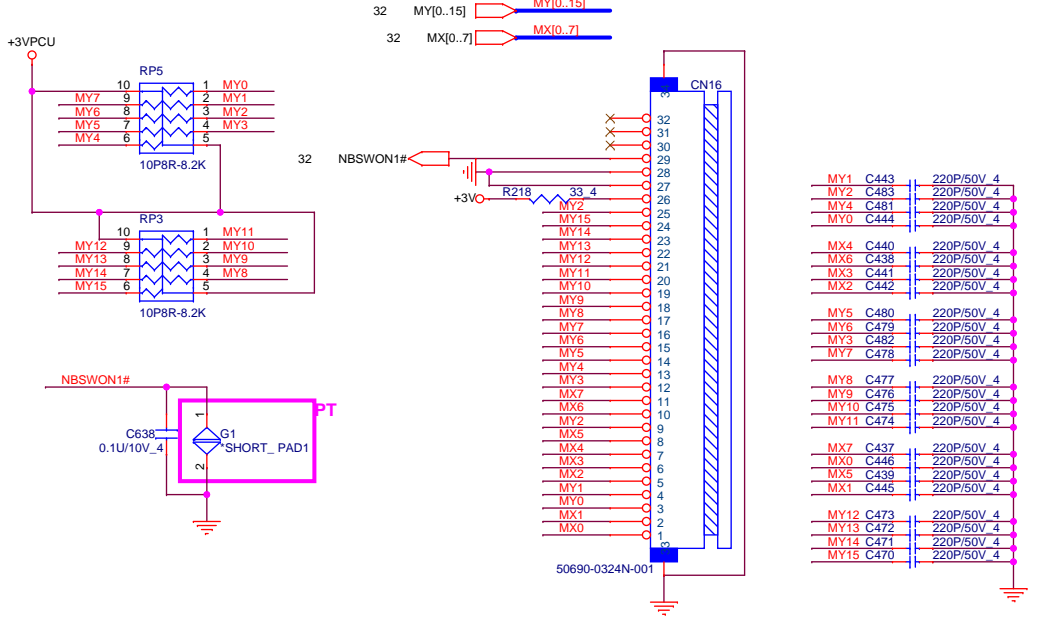 32 MY[0..15] MY[0..15]
32 MX[0..7] MX[0..7]
+3VPCU
RP5
10 1 MY0
MY7 9 2 MY1
MY6 8 3 MY2
MY5 7 4 MY3
MY4 6 5
10P8R-8.2K
RP3
10 1 MY11
MY12 9 2 MY10
MY13 8 3 MY9
MY14 7 4 MY8
MY15 6 5
10P8R-8.2K
NBSWON1#
PT
C638
0.1U/10V_4
1
G1
*SHORT_ PAD1
2
CN16
34
32
31
30
32 NBSWON1# 29
28
27
+3V R218 33_4 26
MY2 25
MY15 24
MY14 23
MY13 22
MY12 21
MY11 20
MY10 19
MY9 18
MY8 17
MY7 16
MY6 15
MY5 14
MY4 13
MY3 12
MX7 11
MX6 10
MY2 9
MX5 8
MX4 7
MX3 6
MX2 5
MY1 4
MY0 3
MX1 2
MX0 1
33
50690-0324N-001
MY1 C443 220P/50V_4
MY2 C483 220P/50V_4
MY4 C481 220P/50V_4
MY0 C444 220P/50V_4
MX4 C440 220P/50V_4
MX6 C438 220P/50V_4
MX3 C441 220P/50V_4
MX2 C442 220P/50V_4
MY5 C480 220P/50V_4
MY6 C479 220P/50V_4
MY3 C482 220P/50V_4
MY7 C478 220P/50V_4
MY8 C477 220P/50V_4
MY9 C476 220P/50V_4
MY10 C475 220P/50V_4
MY11 C474 220P/50V_4
MX7 C437 220P/50V_4
MX0 C446 220P/50V_4
MX5 C439 220P/50V_4
MX1 C445 220P/50V_4
MY12 C473 220P/50V_4
MY13 C472 220P/50V_4
MY14 C471 220P/50V_4
MY15 C470 220P/50V_4